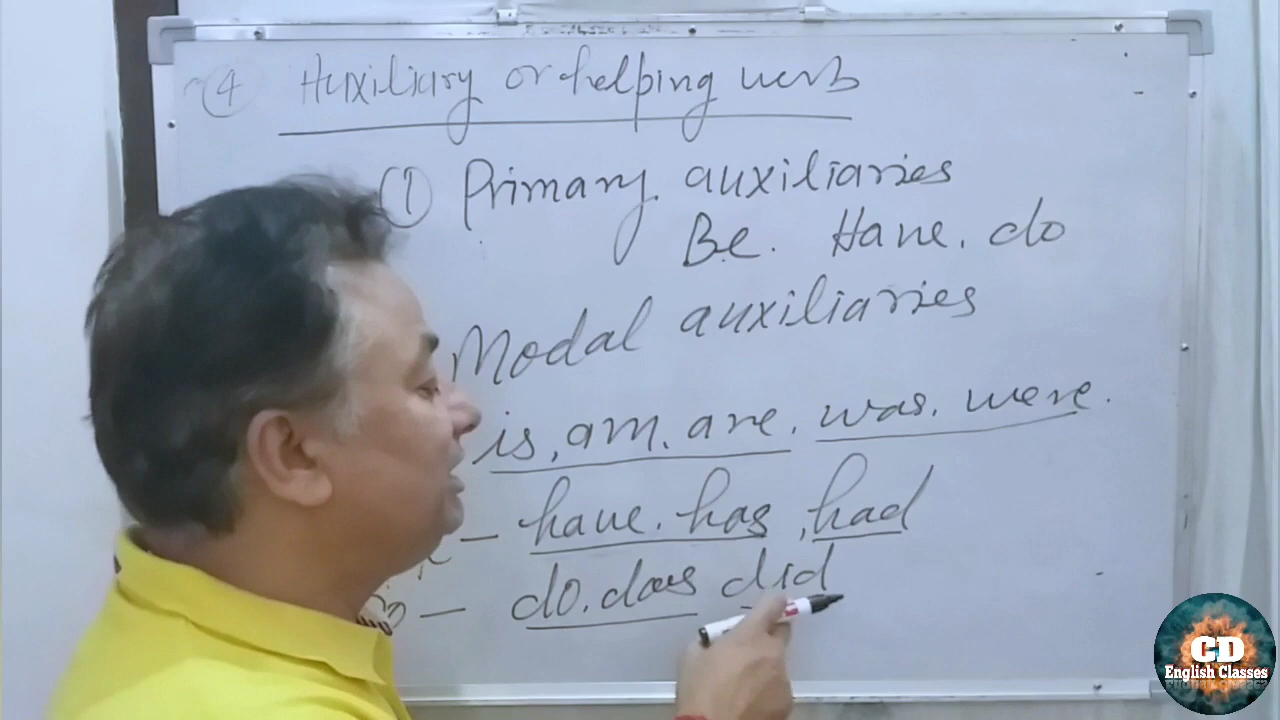 ④ Auxiliary or helping verb
① Primary auxiliaries
Be. Have. do
Modal auxiliaries
is, am. are. was. were.
— have. has, had
— do. does did
CD
English Classes